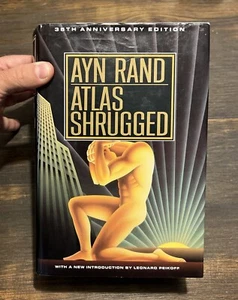 35TH ANNIVERSARY EDITION
AYN RAND
ATLAS
SHRUGGED
WITH A NEW INTRODUCTION BY LEONARD PEIKOFF